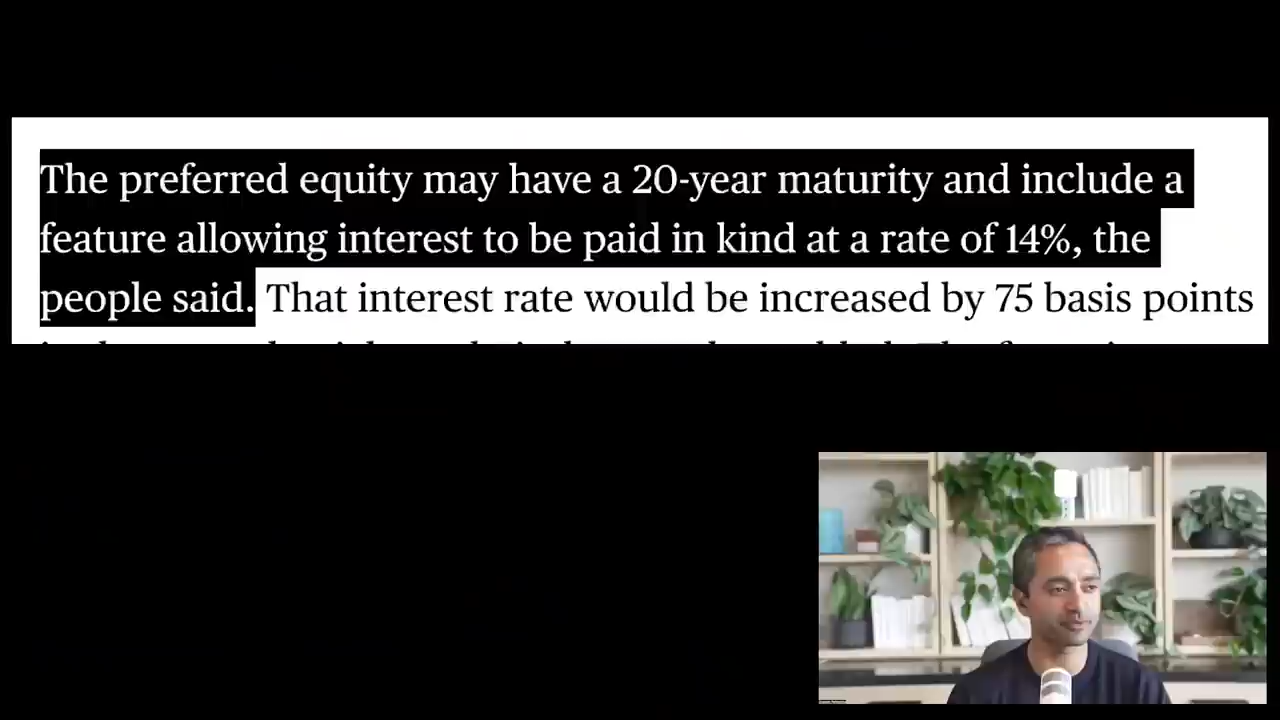 The preferred equity may have a 20-year maturity and include a
feature allowing interest to be paid in kind at a rate of 14%, the
people said. That interest rate would be increased by 75 basis points